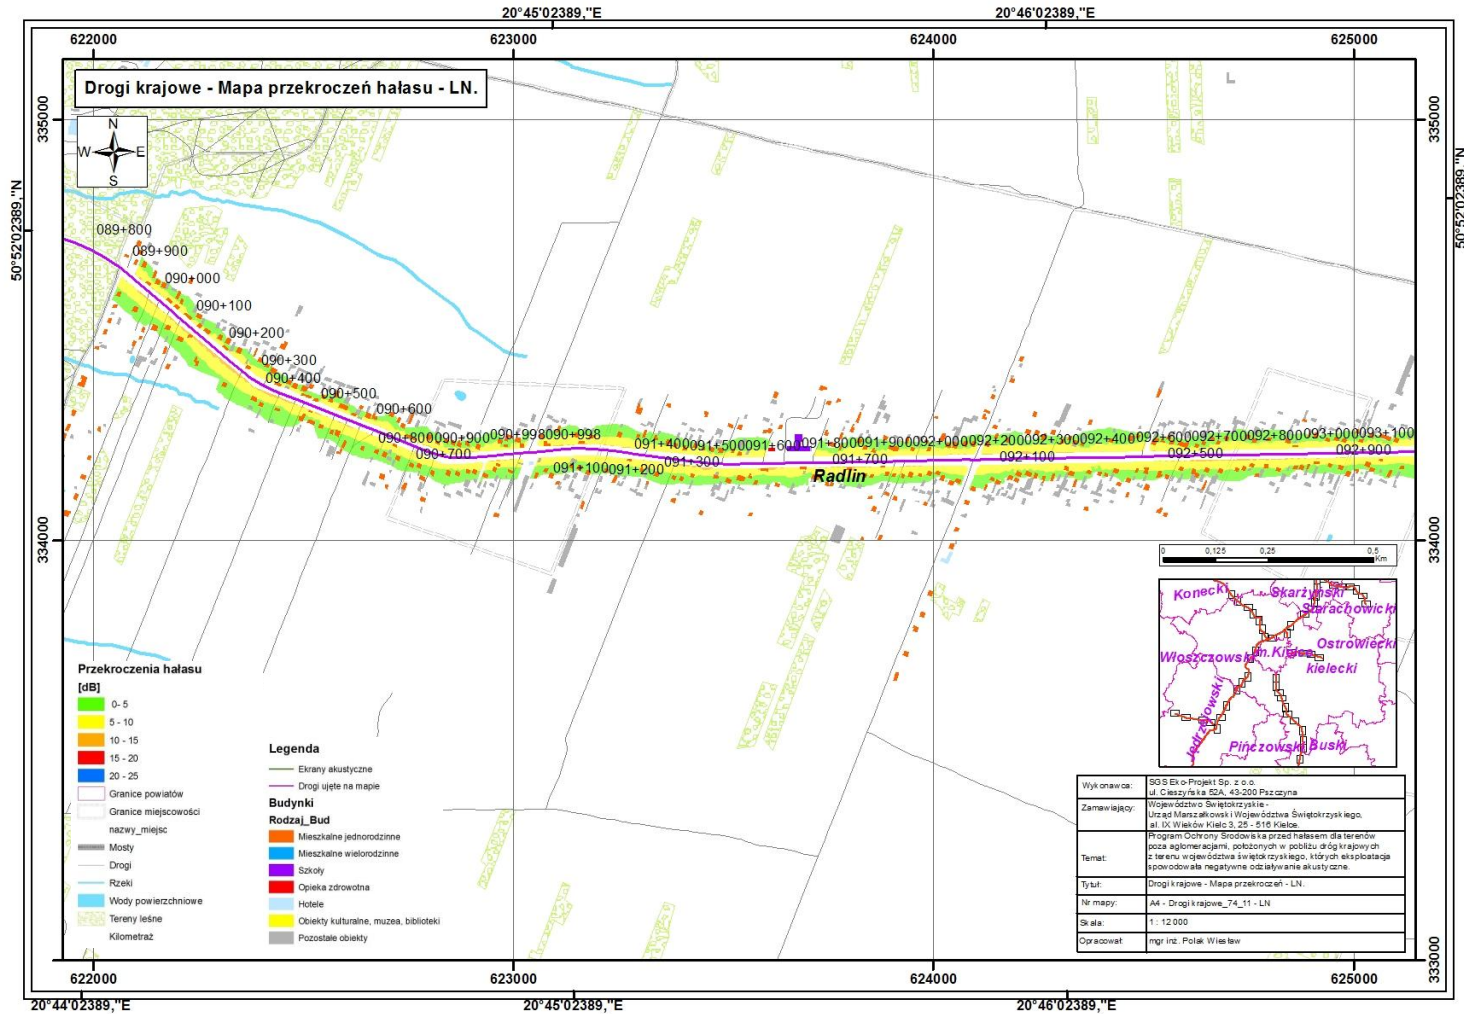 20°45'02389,"E
20°46'02389,"E
622000
623000
624000
625000
Drogi krajowe - Mapa przekroczeń hałasu - LN.
335000
335000
N
W
E
S
50°52'02389,"N
50°52'02389,"N
089+800
089+900
090+000
090+100
090+200
090+300
090+400
090+500
090+600
090+800
090+900
090+998
090+998
091+400
091+500
091+600
091+800
091+900
092+000
092+200
092+300
092+400
092+600
092+700
092+800
093+000
093+100
090+700
091+100
091+200
091+300
091+700
092+100
092+500
092+900
Radlin
334000
334000
0
0,125
0,25
0,5
Km
Konecki
Skarżyski
Starachowicki
Ostrowiecki
Włoszczowski
m.Kielce
kielecki
Jędrzejowski
Pińczowski
Buski
Przekroczenia hałasu
[dB]
0- 5
5 - 10
10 - 15
15 - 20
20 - 25
Granice powiatów
Granice miejscowości
nazwy_miejsc
Mosty
Drogi
Rzeki
Wody powierzchniowe
Tereny leśne
Kilometraż
Legenda
Ekrany akustyczne
Drogi ujęte na mapie
Budynki
Rodzaj_Bud
Mieszkalne jednorodzinne
Mieszkalne wielorodzinne
Szkoły
Opieka zdrowotna
Hotele
Obiekty kulturalne, muzea, biblioteki
Pozostałe obiekty
Wykonawca:
SGS Eko-Projekt Sp. z o.o.
ul. Cieszyńska 52A, 43-200 Pszczyna
Zamawiający:
Województwo Świętokrzyskie -
Urząd Marszałkowski Województwa Świętokrzyskiego,
al. IX Wieków Kielc 3, 25 - 516 Kielce.
Temat:
Program Ochrony Środowiska przed hałasem dla terenów
poza aglomeracjami, położonych w pobliżu dróg krajowych
z terenu województwa świętokrzyskiego, których eksploatacja
spowodowała negatywne oddziaływanie akustyczne.
Tytuł:
Drogi krajowe - Mapa przekroczeń - LN.
Nr mapy:
A4 - Drogi krajowe_74_11 - LN
Skala:
1 : 12 000
Opracował:
mgr inż. Polak Wiesław
333000
622000
623000
624000
625000
20°44'02389,"E
20°45'02389,"E
20°46'02389,"E